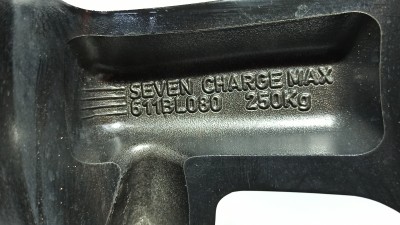 SEVEN CHARGE MAX
611BL080 250Kg